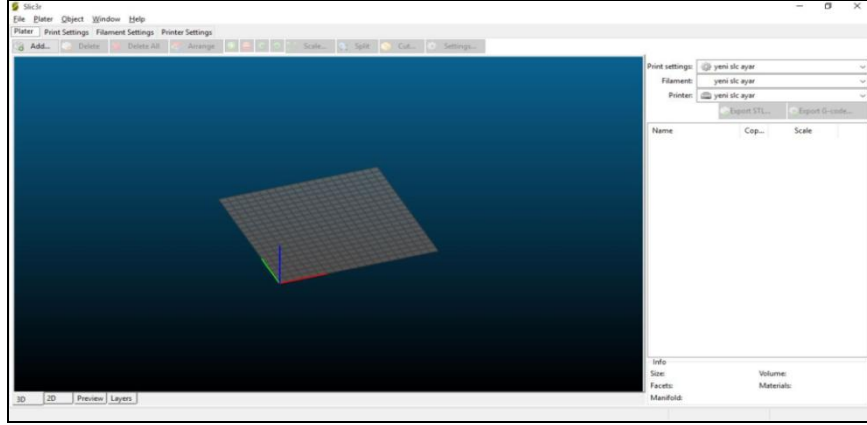 Slic3r
File Plater Object Window Help
Plater Print Settings Filament Settings Printer Settings
Add... Delete Delete All Arrange Scale... Split Cut... Settings...
Print settings: yeni slc ayar
Filament: yeni slc ayar
Printer: yeni slc ayar
Export STL... Export G-code...
Name Cop... Scale
Info
Size: Volume:
Facets: Materials:
Manifold:
3D 2D Preview Layers